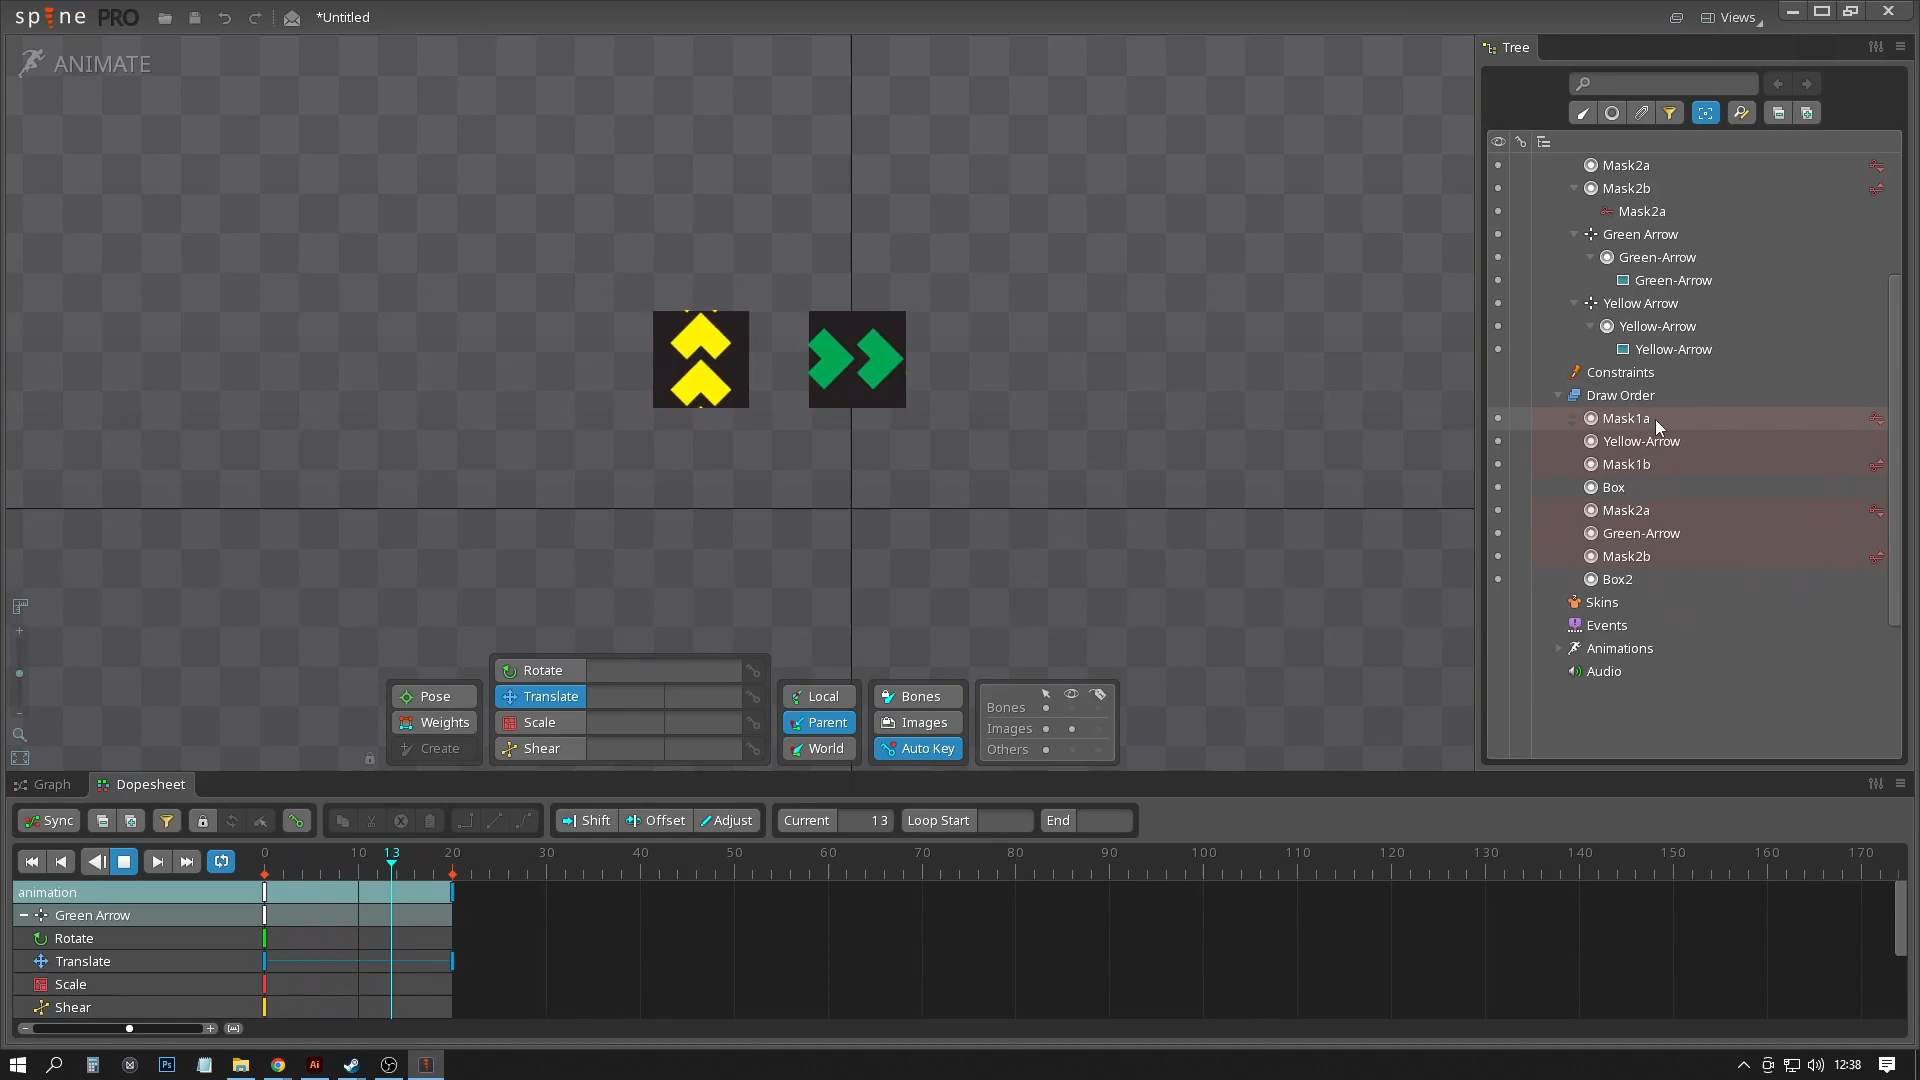 spine PRO
*Untitled
Views
ANIMATE
Tree
Mask2a
Mask2b
Mask2a
Green Arrow
Green-Arrow
Green-Arrow
Yellow Arrow
Yellow-Arrow
Yellow-Arrow
Constraints
Draw Order
Mask1a
Yellow-Arrow
Mask1b
Box
Mask2a
Green-Arrow
Mask2b
Box2
Skins
Events
Animations
Audio
Pose
Weights
Create
Rotate
Translate
Scale
Shear
Local
Parent
World
Bones
Images
Auto Key
Bones
Images
Others
Graph
Dopesheet
Sync
Shift
Offset
Adjust
Current 13
Loop Start
End
0 10 13 20 30 40 50 60 70 80 90 100 110 120 130 140 150 160 170
animation
Green Arrow
Rotate
Translate
Scale
Shear
Ps
Ai
12:38